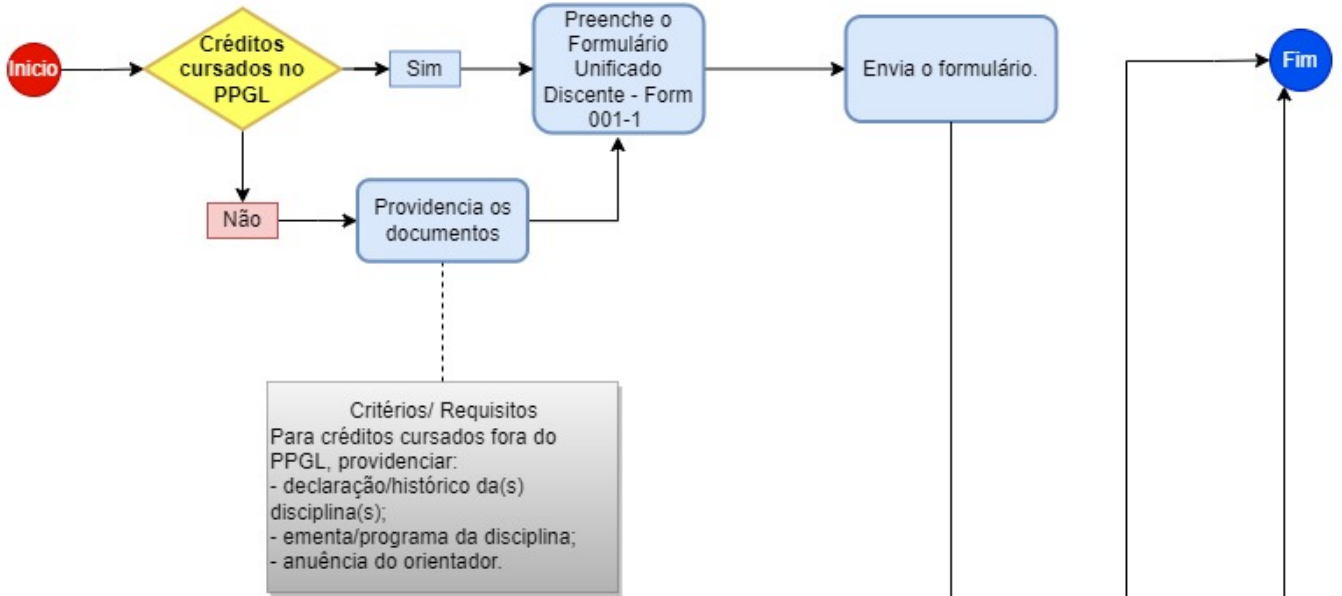 Início
Créditos
cursados no
PPGL
Sim
Preenche o
Formulário
Unificado
Discente - Form
001-1
Envia o formulário.
Fim
Não
Providencia os
documentos
Critérios/ Requisitos
Para créditos cursados fora do
PPGL, providenciar:
- declaração/histórico da(s)
disciplina(s);
- ementa/programa da disciplina;
- anuência do orientador.